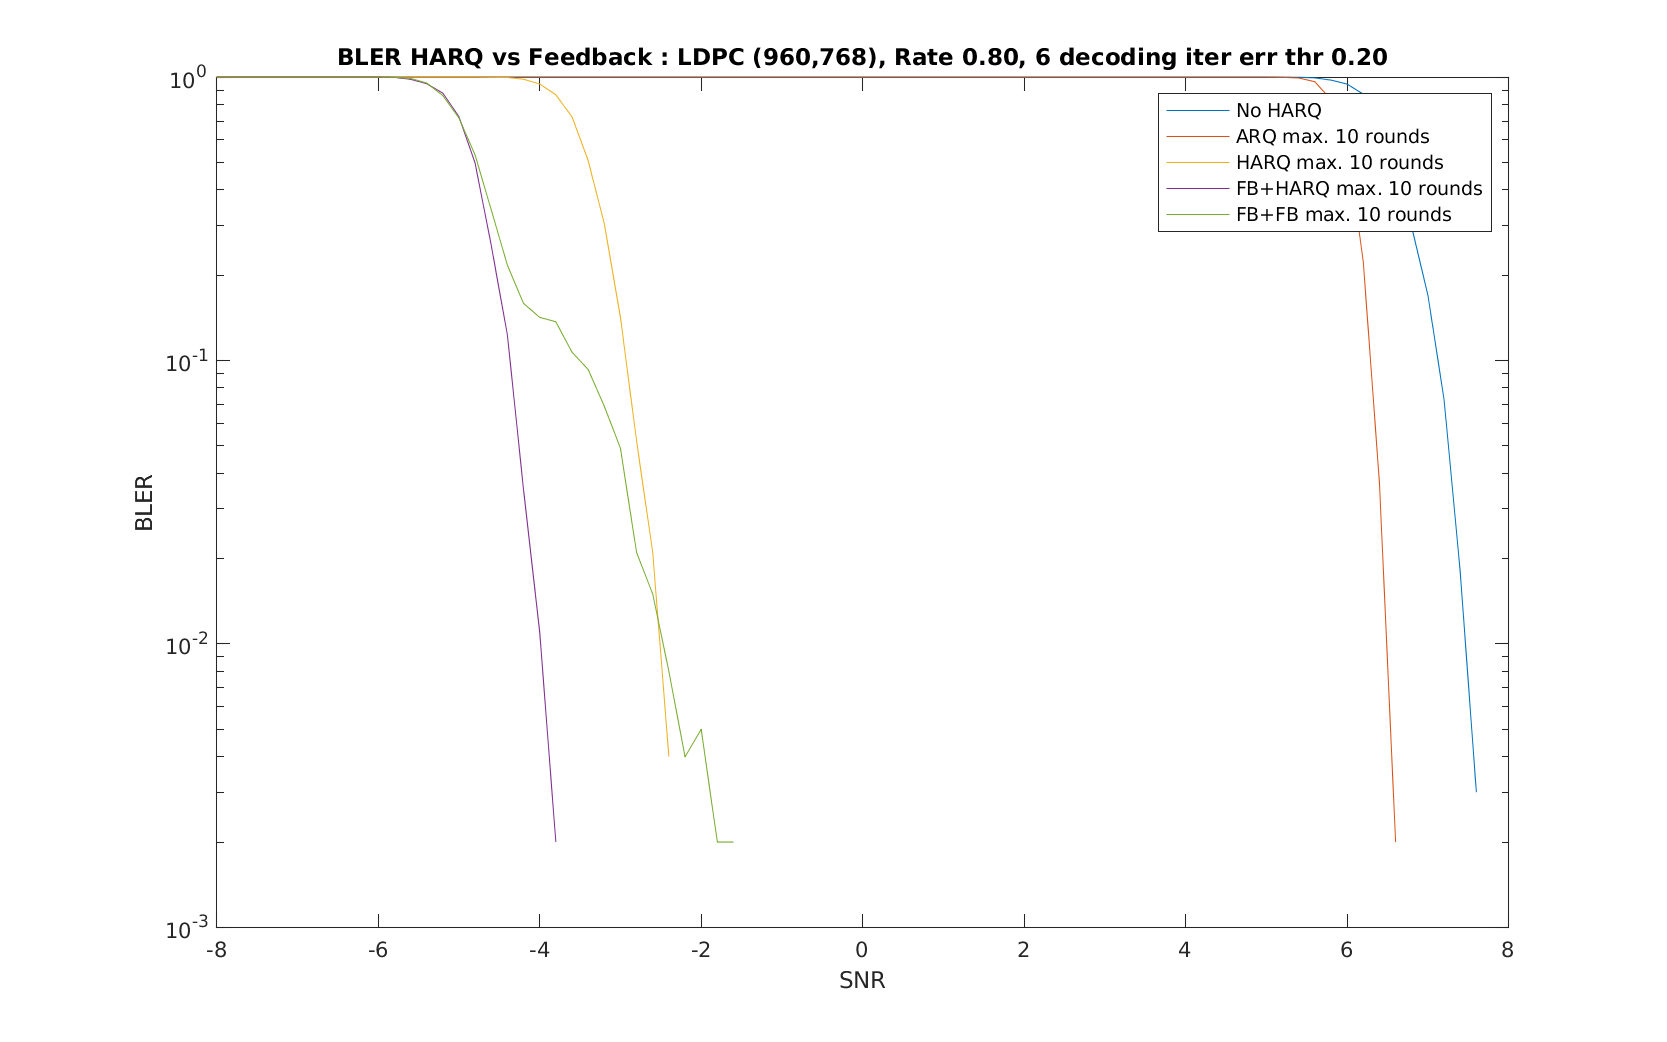 BLER HARQ vs Feedback : LDPC (960,768), Rate 0.80, 6 decoding iter err thr 0.20
No HARQ
ARQ max. 10 rounds
HARQ max. 10 rounds
FB+HARQ max. 10 rounds
FB+FB max. 10 rounds
BLER
10^0
10^-1
10^-2
10^-3
-8 -6 -4 -2 0 2 4 6 8
SNR